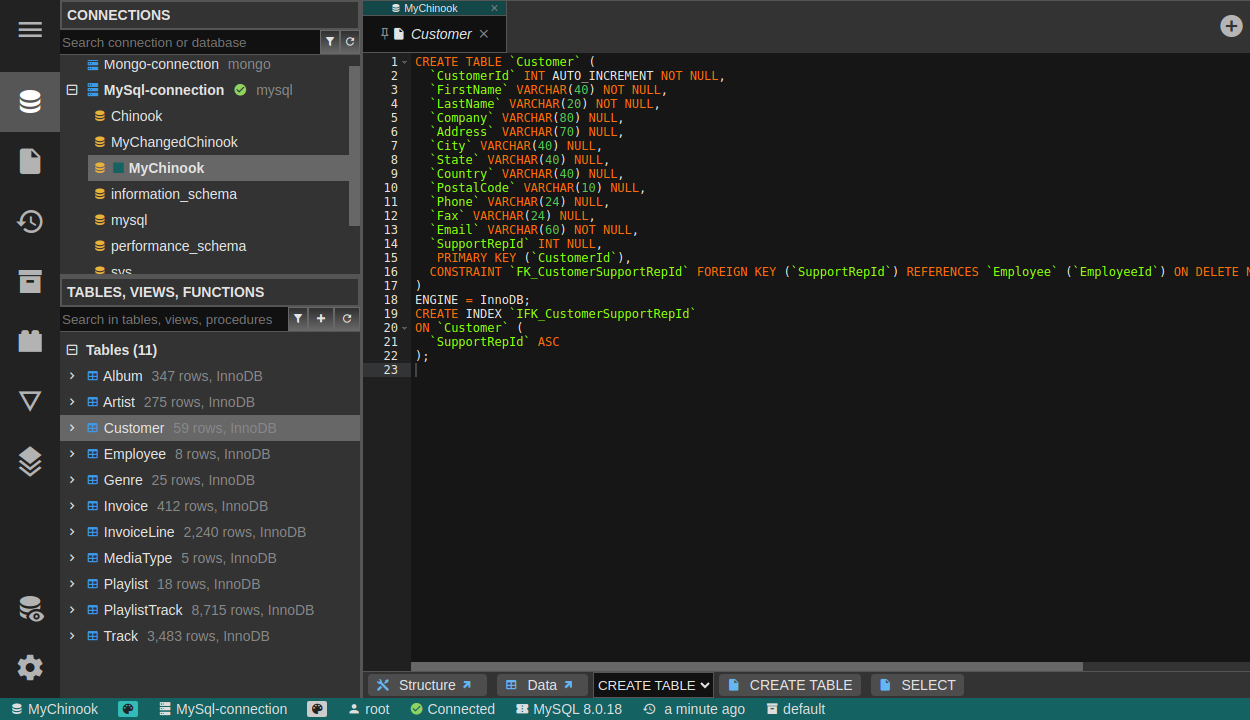 CONNECTIONS
Search connection or database
Mongo-connection mongo
MySql-connection mysql
Chinook
MyChangedChinook
MyChinook
information_schema
mysql
performance_schema
sys
TABLES, VIEWS, FUNCTIONS
Search in tables, views, procedures
Tables (11)
Album 347 rows, InnoDB
Artist 275 rows, InnoDB
Customer 59 rows, InnoDB
Employee 8 rows, InnoDB
Genre 25 rows, InnoDB
Invoice 412 rows, InnoDB
InvoiceLine 2,240 rows, InnoDB
MediaType 5 rows, InnoDB
Playlist 18 rows, InnoDB
PlaylistTrack 8,715 rows, InnoDB
Track 3,483 rows, InnoDB
MyChinook
Customer
1 CREATE TABLE `Customer` (
2 `CustomerId` INT AUTO_INCREMENT NOT NULL,
3 `FirstName` VARCHAR(40) NOT NULL,
4 `LastName` VARCHAR(20) NOT NULL,
5 `Company` VARCHAR(80) NULL,
6 `Address` VARCHAR(70) NULL,
7 `City` VARCHAR(40) NULL,
8 `State` VARCHAR(40) NULL,
9 `Country` VARCHAR(40) NULL,
10 `PostalCode` VARCHAR(10) NULL,
11 `Phone` VARCHAR(24) NULL,
12 `Fax` VARCHAR(24) NULL,
13 `Email` VARCHAR(60) NOT NULL,
14 `SupportRepId` INT NULL,
15 PRIMARY KEY (`CustomerId`),
16 CONSTRAINT `FK_CustomerSupportRepId` FOREIGN KEY (`SupportRepId`) REFERENCES `Employee` (`EmployeeId`) ON DELETE N
17 )
18 ENGINE = InnoDB;
19 CREATE INDEX `IFK_CustomerSupportRepId`
20 ON `Customer` (
21 `SupportRepId` ASC
22 );
23
Structure Data CREATE TABLE CREATE TABLE SELECT
MyChinook MySql-connection root Connected MySQL 8.0.18 a minute ago default